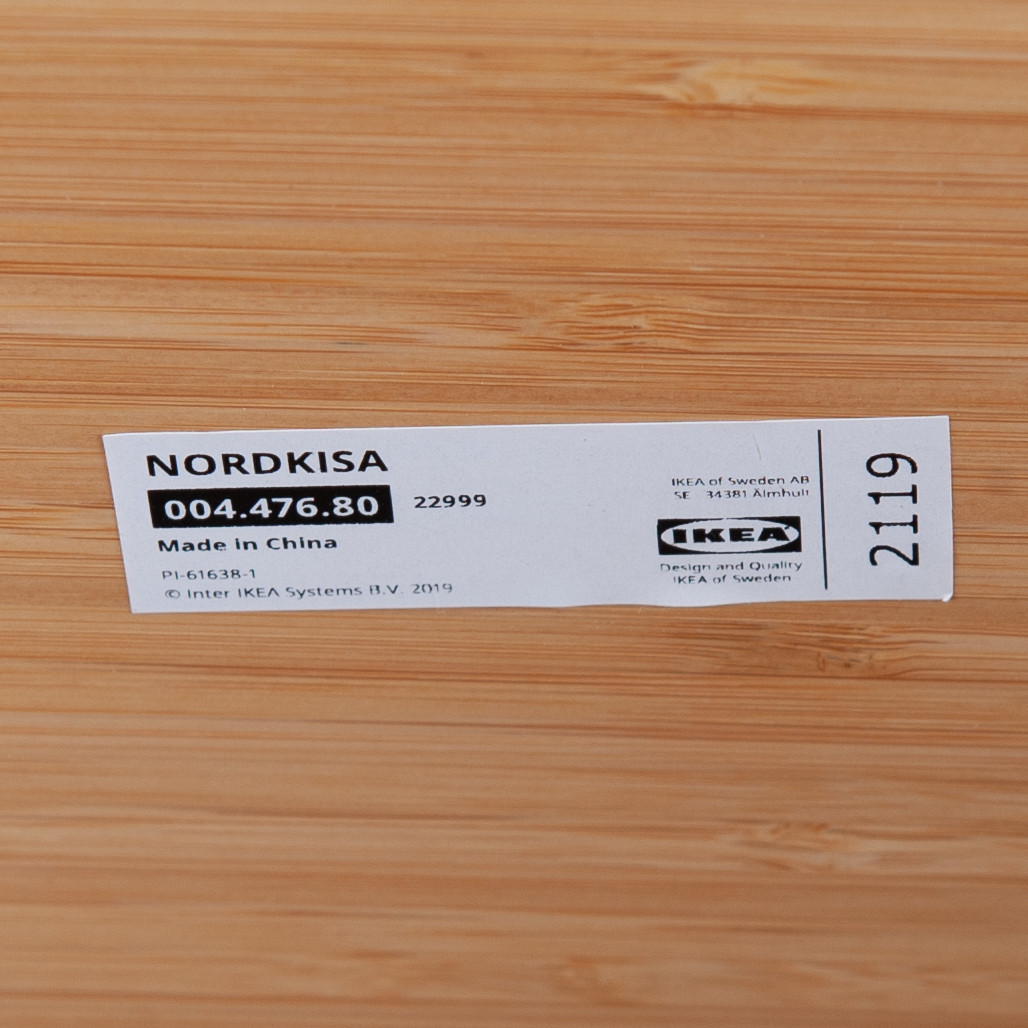 NORDKISA
004.476.80 22999
Made in China
PI-61638-1
© Inter IKEA Systems B.V. 2019
IKEA of Sweden AB
SE 34381 Älmhult
IKEA
Design and Quality
IKEA of Sweden
2119